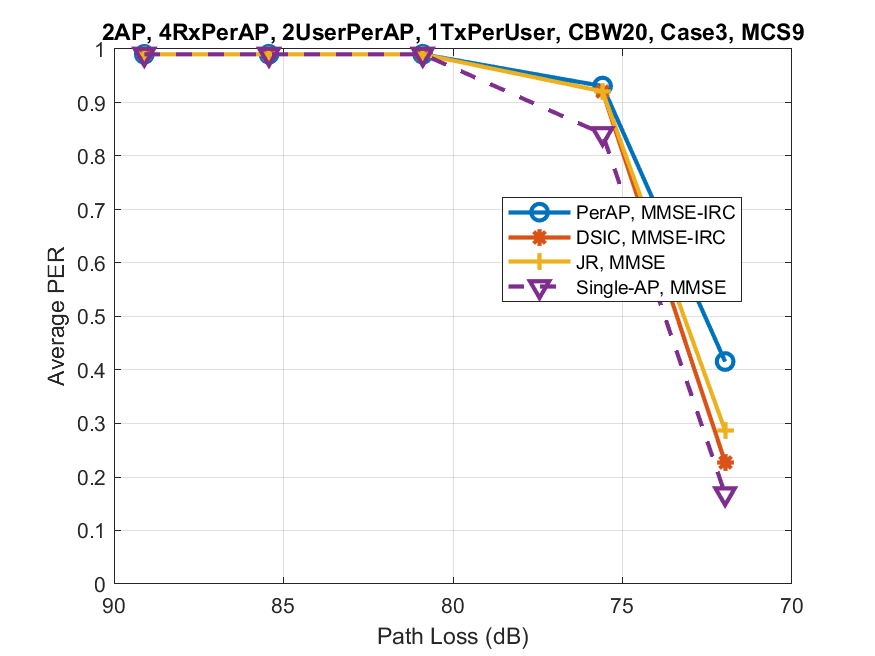 2AP, 4RxPerAP, 2UserPerAP, 1TxPerUser, CBW20, Case3, MCS9
1
0.9
0.8
0.7
0.6
0.5
0.4
0.3
0.2
0.1
0
Average PER
PerAP, MMSE-IRC
DSIC, MMSE-IRC
JR, MMSE
Single-AP, MMSE
90 85 80 75 70
Path Loss (dB)